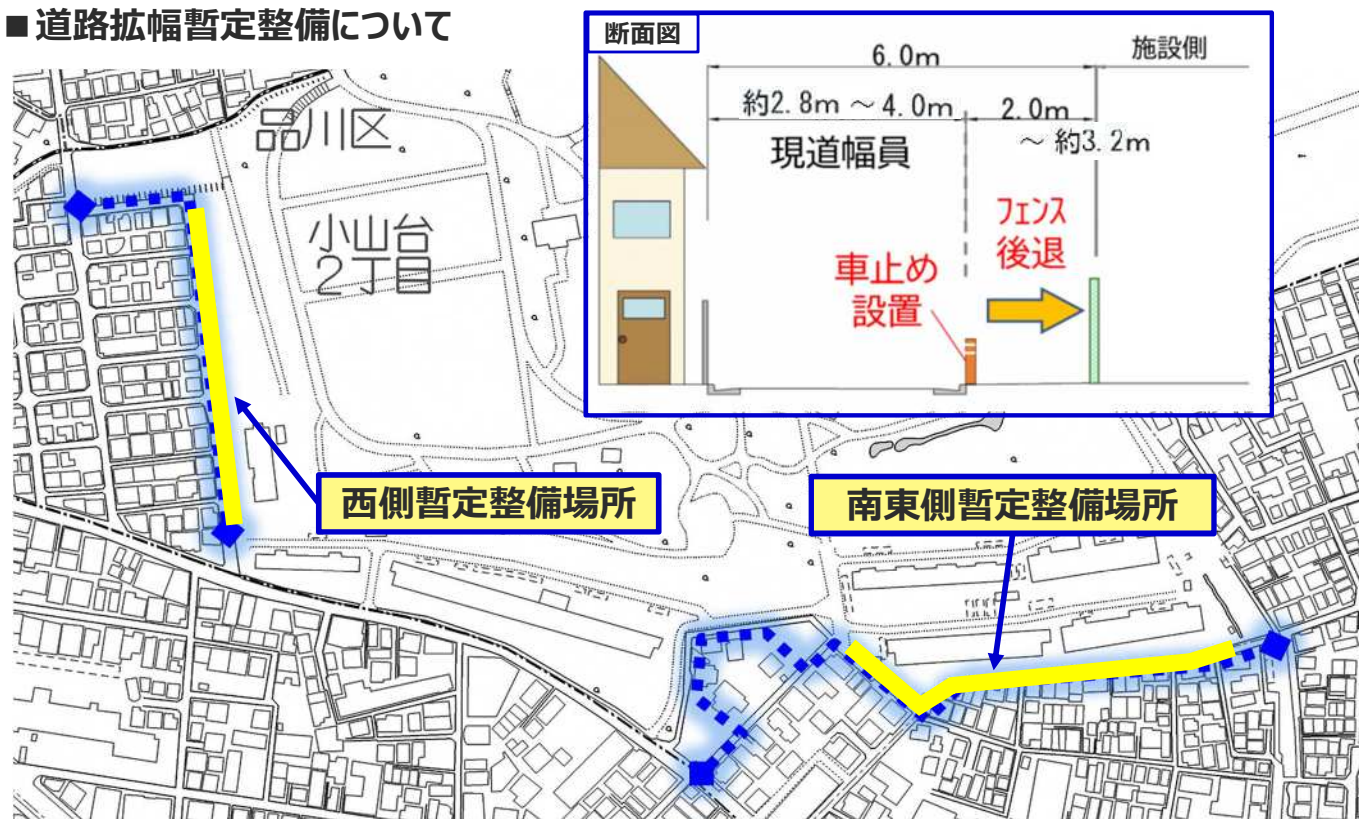 ■道路拡幅暫定整備について
断面図
6.0m
施設側
約2.8m ~ 4.0m
2.0m
~ 約3.2m
現道幅員
フェンス
後退
車止め
設置
品川区
小山台
2丁目
西側暫定整備場所
南東側暫定整備場所